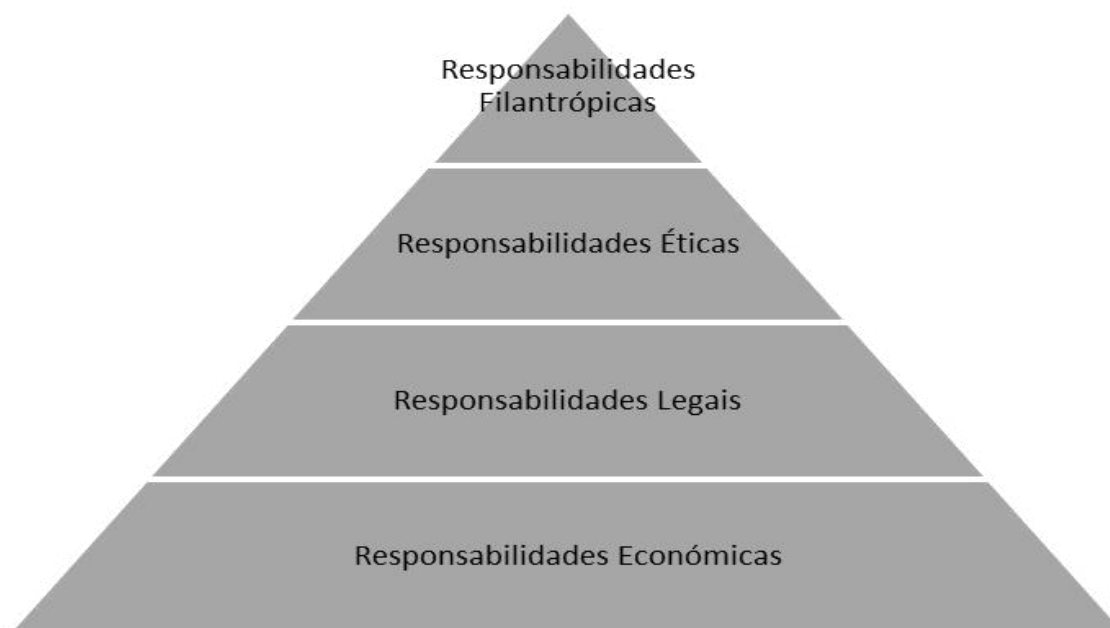 Responsabilidades
Filantrópicas
Responsabilidades Éticas
Responsabilidades Legais
Responsabilidades Económicas